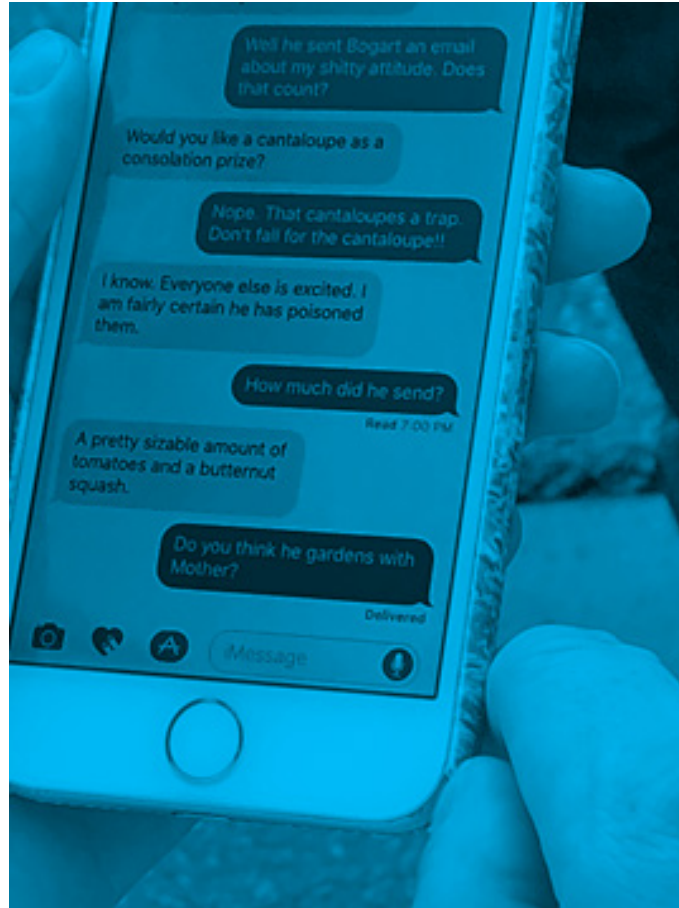 Well he sent Bogart an email
about my shitty attitude. Does
that count?
Would you like a cantaloupe as a
consolation prize?
Nope. That cantaloupes a trap.
Don't fall for the cantaloupe!!
I know. Everyone else is excited. I
am fairly certain he has poisoned
them.
How much did he send?
Read 7:00 PM
A pretty sizable amount of
tomatoes and a butternut
squash.
Do you think he gardens with
Mother?
Delivered
iMessage